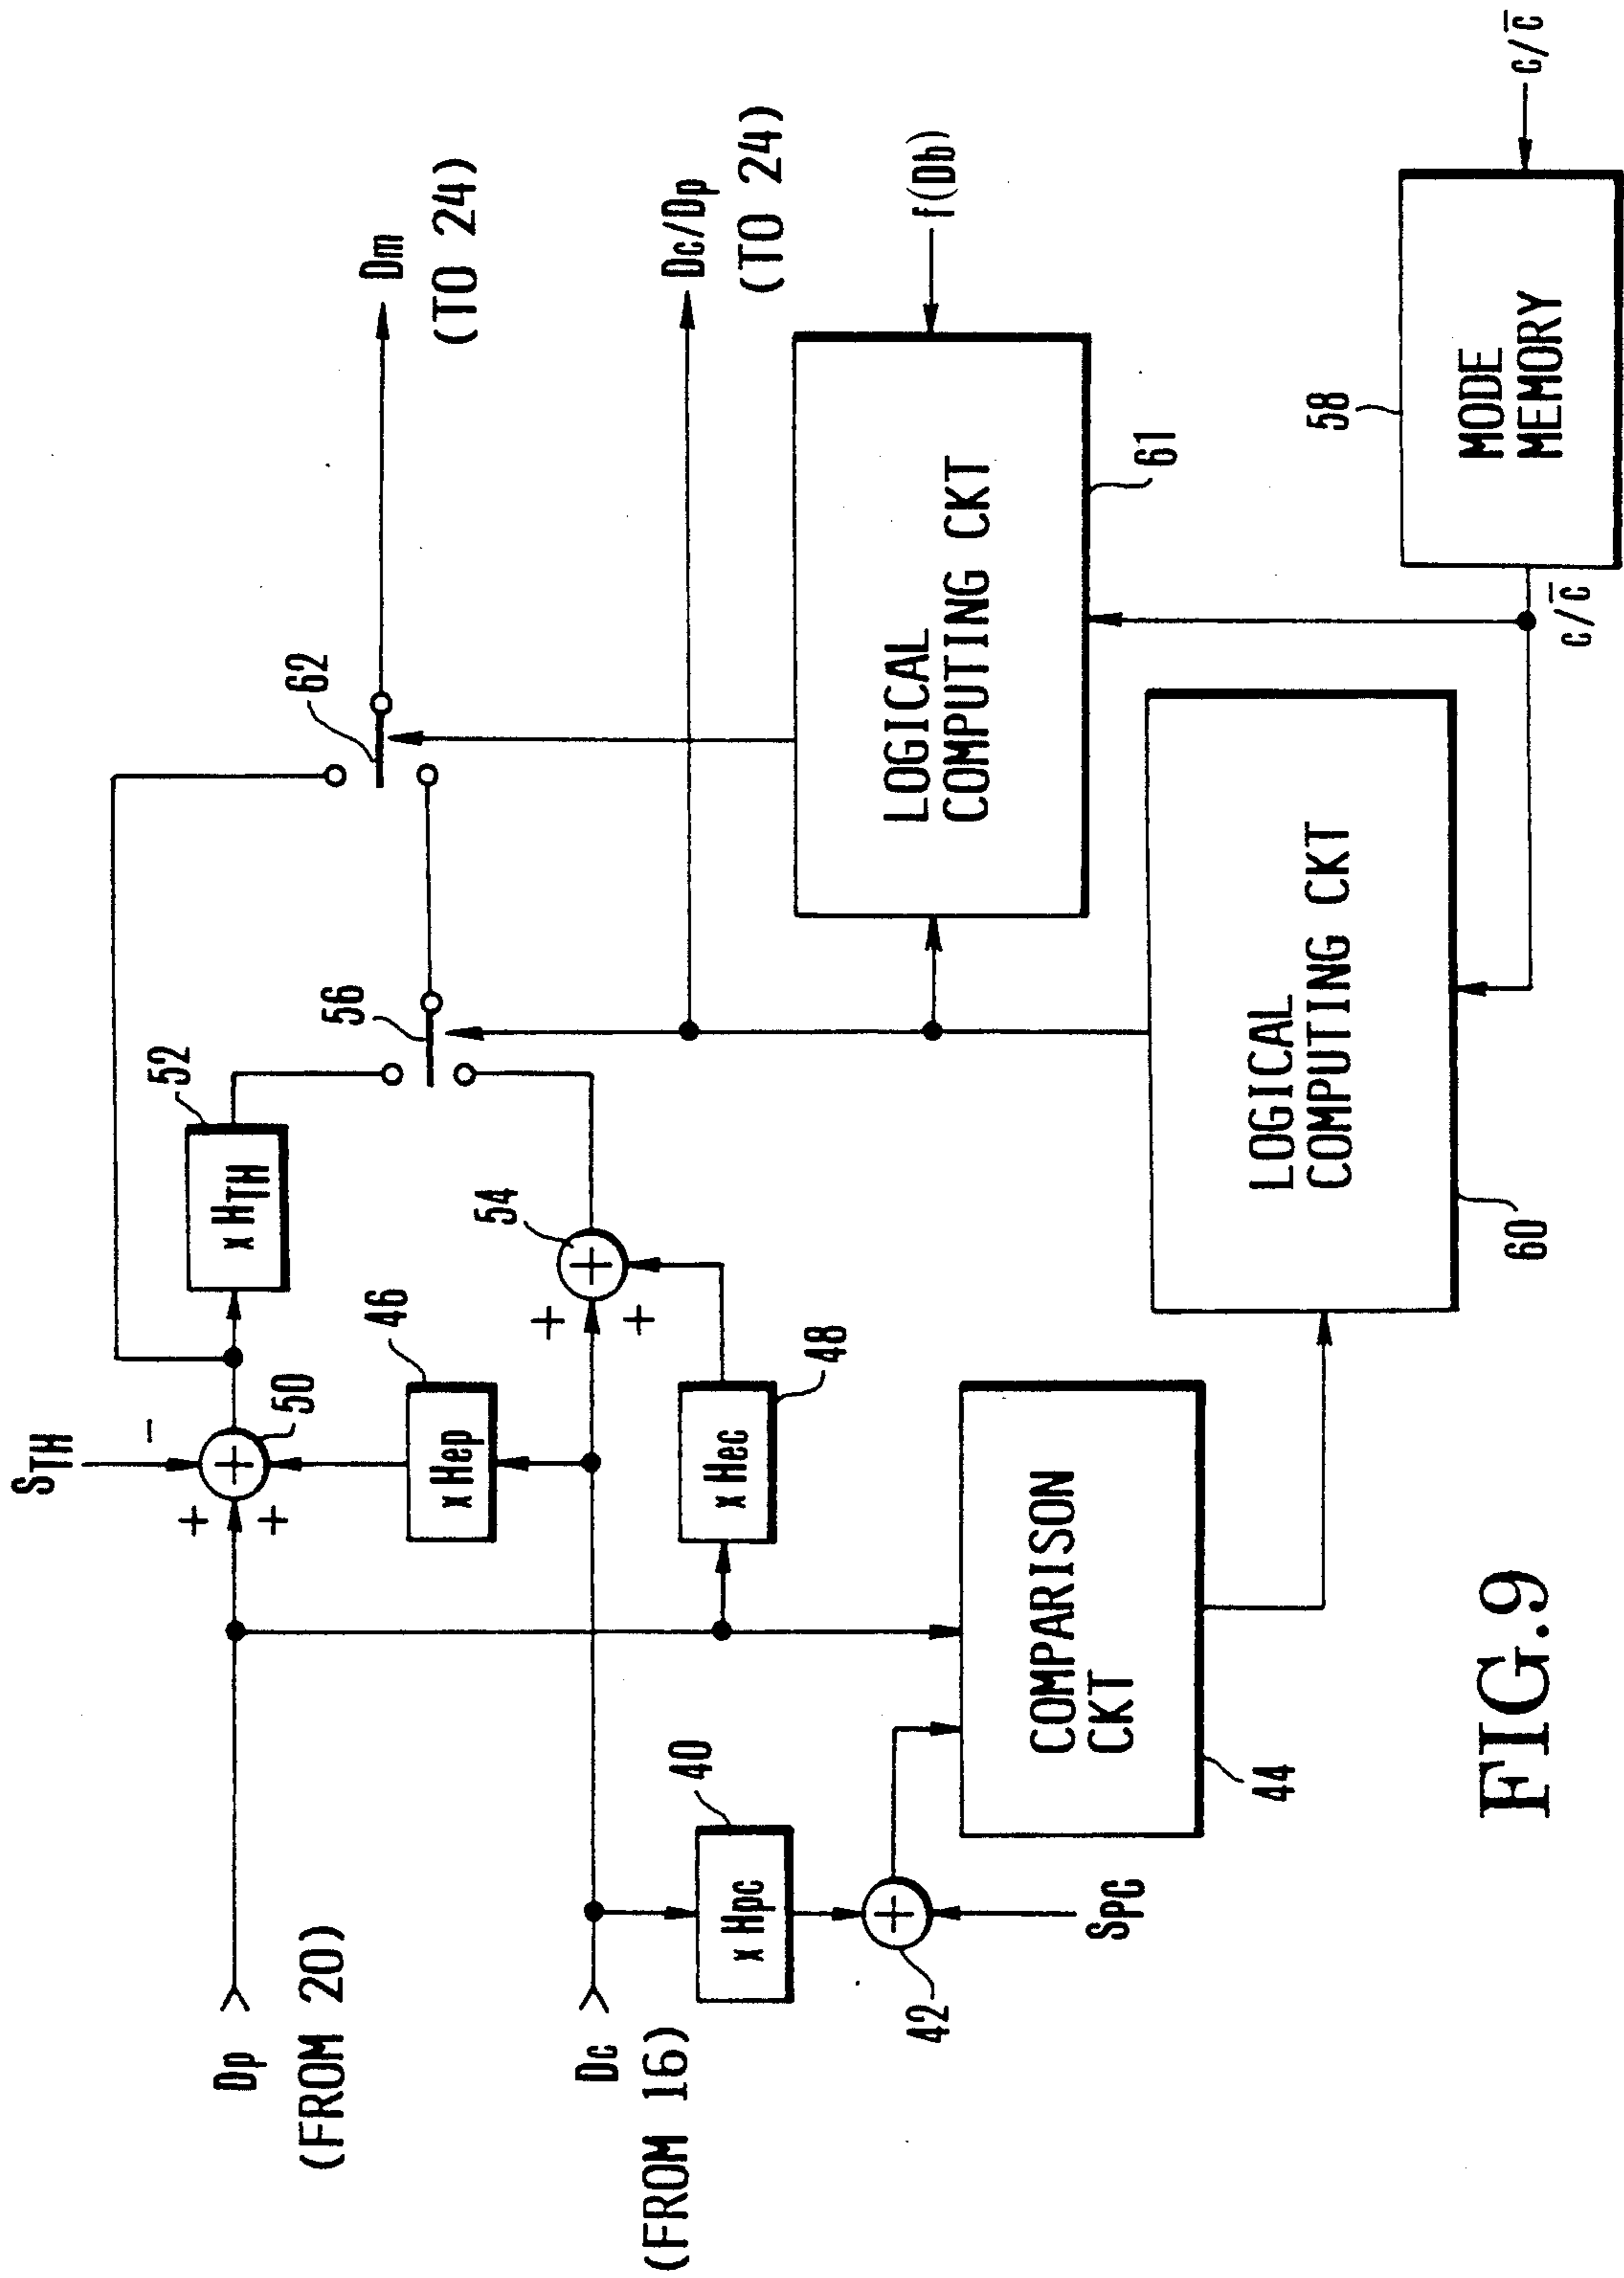 STH
-
+
+
50
x HTH
52
62
Dm
(TO 24)
Dp
(FROM 20)
x Hep
46
56
+
+
54
Dc/Dp
(TO 24)
Dc
(FROM 16)
x Hpc
40
x Hec
48
f(Db)
42
SPC
COMPARISON
CKT
44
LOGICAL
COMPUTING CKT
61
LOGICAL
COMPUTING CKT
60
58
MODE
MEMORY
c/c̅
c/c̅
FIG.9